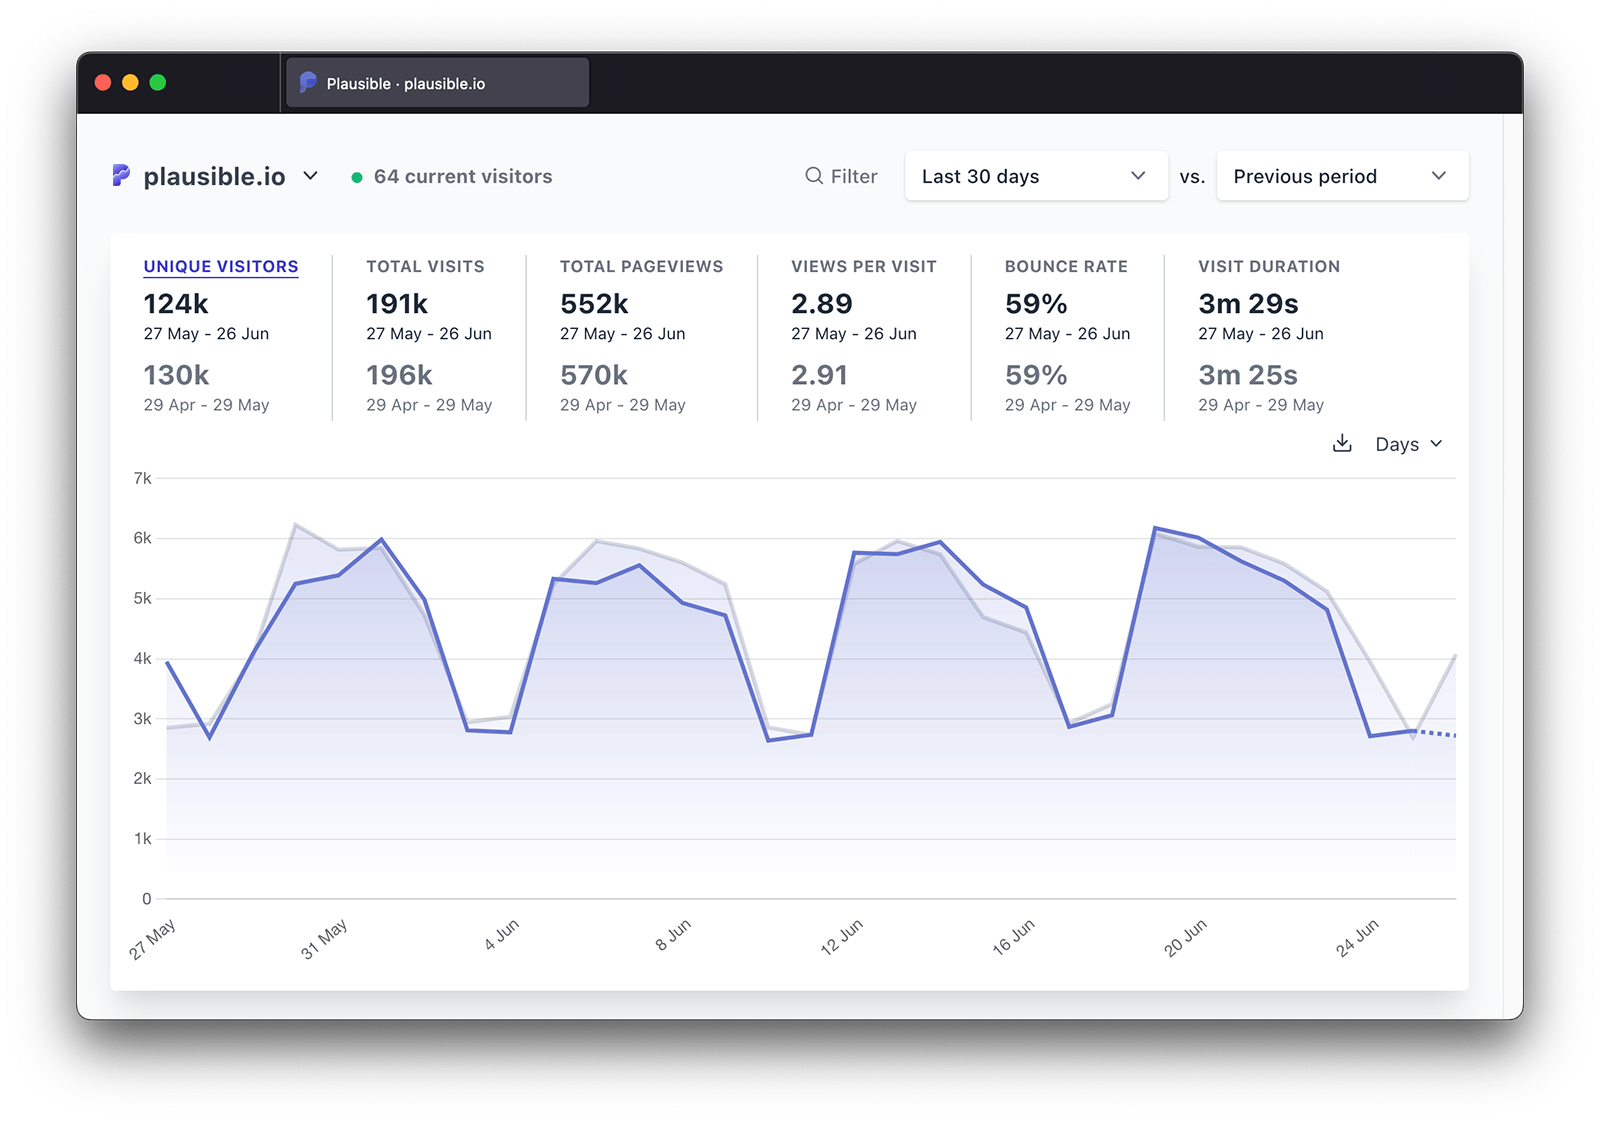 Plausible · plausible.io
plausible.io
64 current visitors
Filter
Last 30 days
vs.
Previous period
UNIQUE VISITORS
124k
27 May - 26 Jun
130k
29 Apr - 29 May
TOTAL VISITS
191k
27 May - 26 Jun
196k
29 Apr - 29 May
TOTAL PAGEVIEWS
552k
27 May - 26 Jun
570k
29 Apr - 29 May
VIEWS PER VISIT
2.89
27 May - 26 Jun
2.91
29 Apr - 29 May
BOUNCE RATE
59%
27 May - 26 Jun
59%
29 Apr - 29 May
VISIT DURATION
3m 29s
27 May - 26 Jun
3m 25s
29 Apr - 29 May
Days
7k
6k
5k
4k
3k
2k
1k
0
27 May
31 May
4 Jun
8 Jun
12 Jun
16 Jun
20 Jun
24 Jun